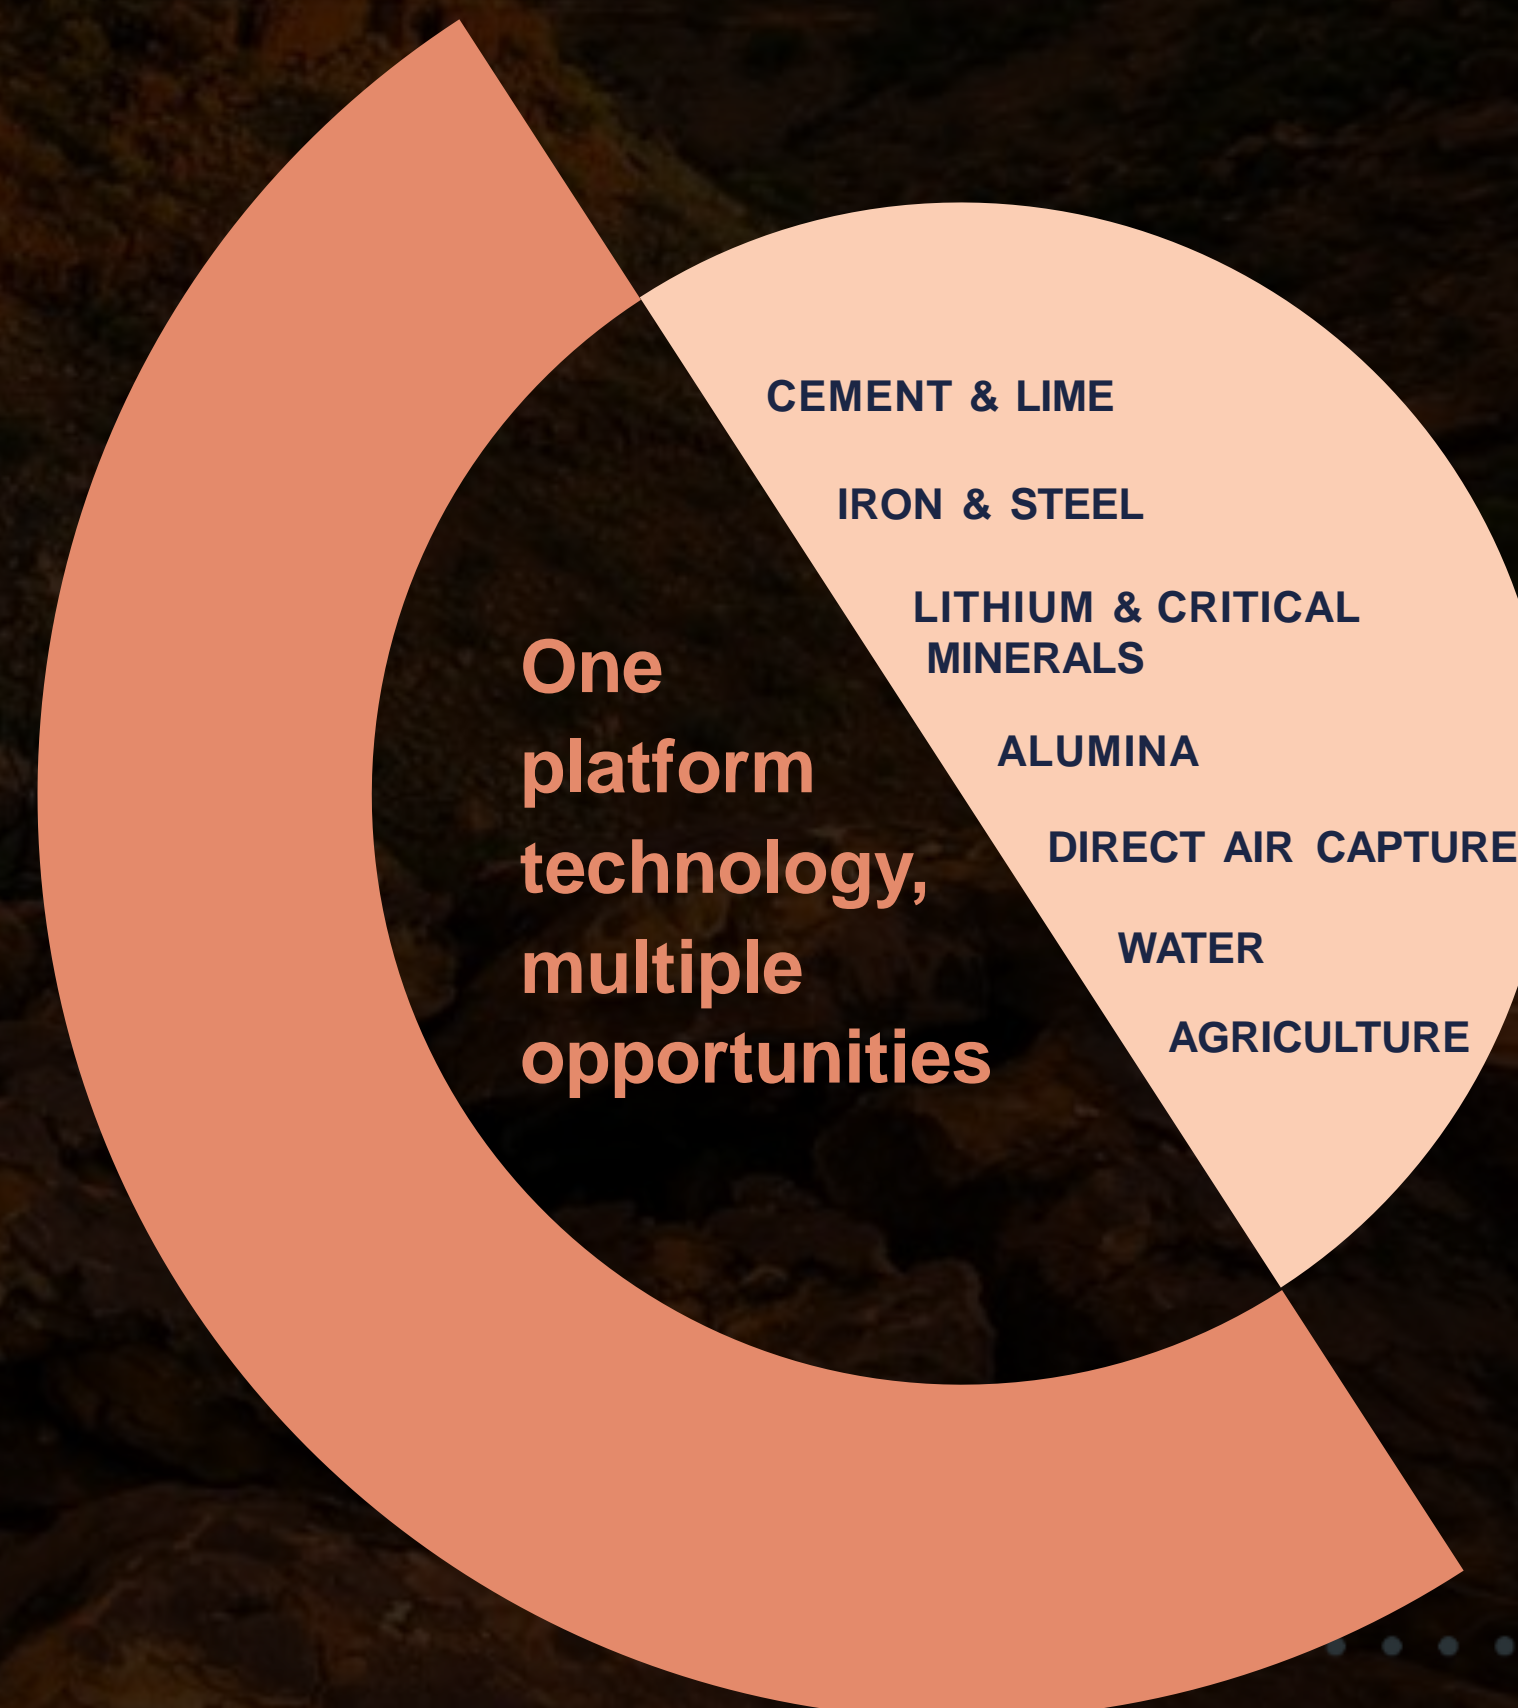 CEMENT & LIME
IRON & STEEL
LITHIUM & CRITICAL
MINERALS
One
platform
technology,
multiple
opportunities
ALUMINA
DIRECT AIR CAPTURE
WATER
AGRICULTURE